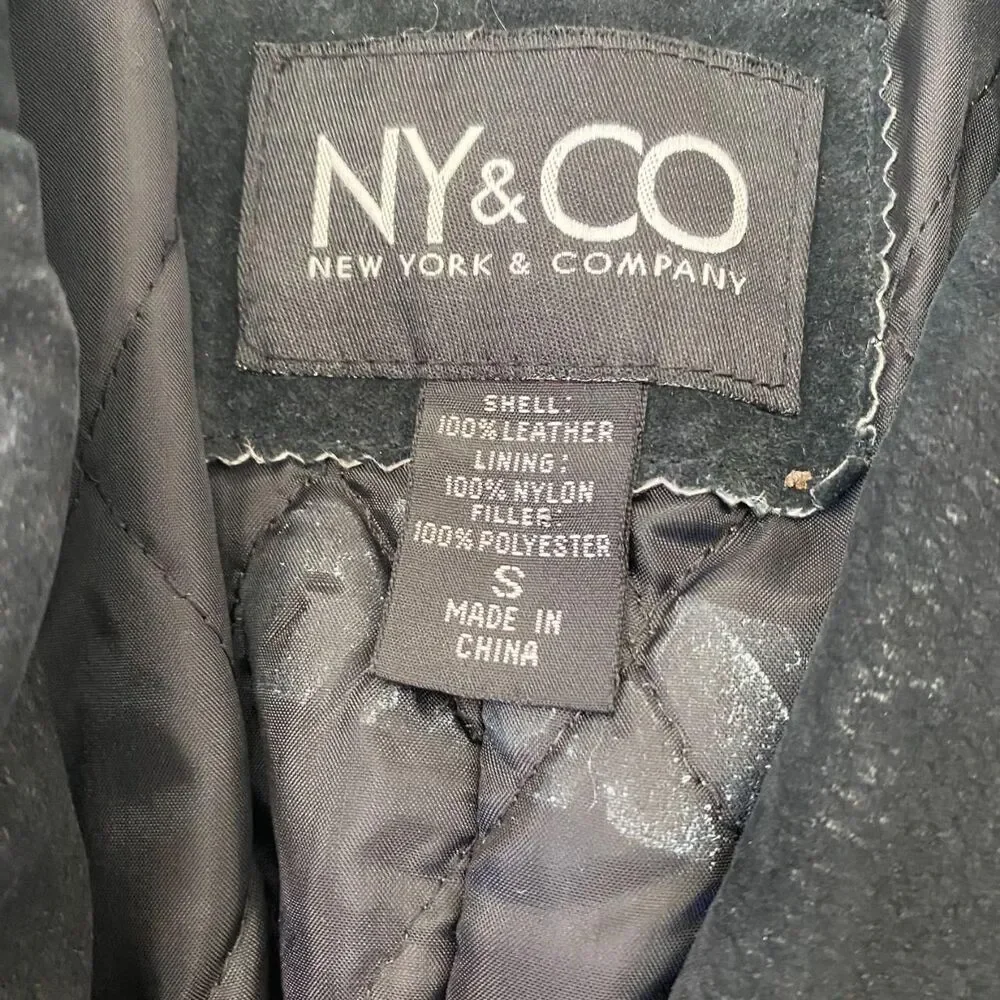 NY&CO
NEW YORK & COMPANY
SHELL:
100% LEATHER
LINING:
100% NYLON
FILLER:
100% POLYESTER
S
MADE IN
CHINA